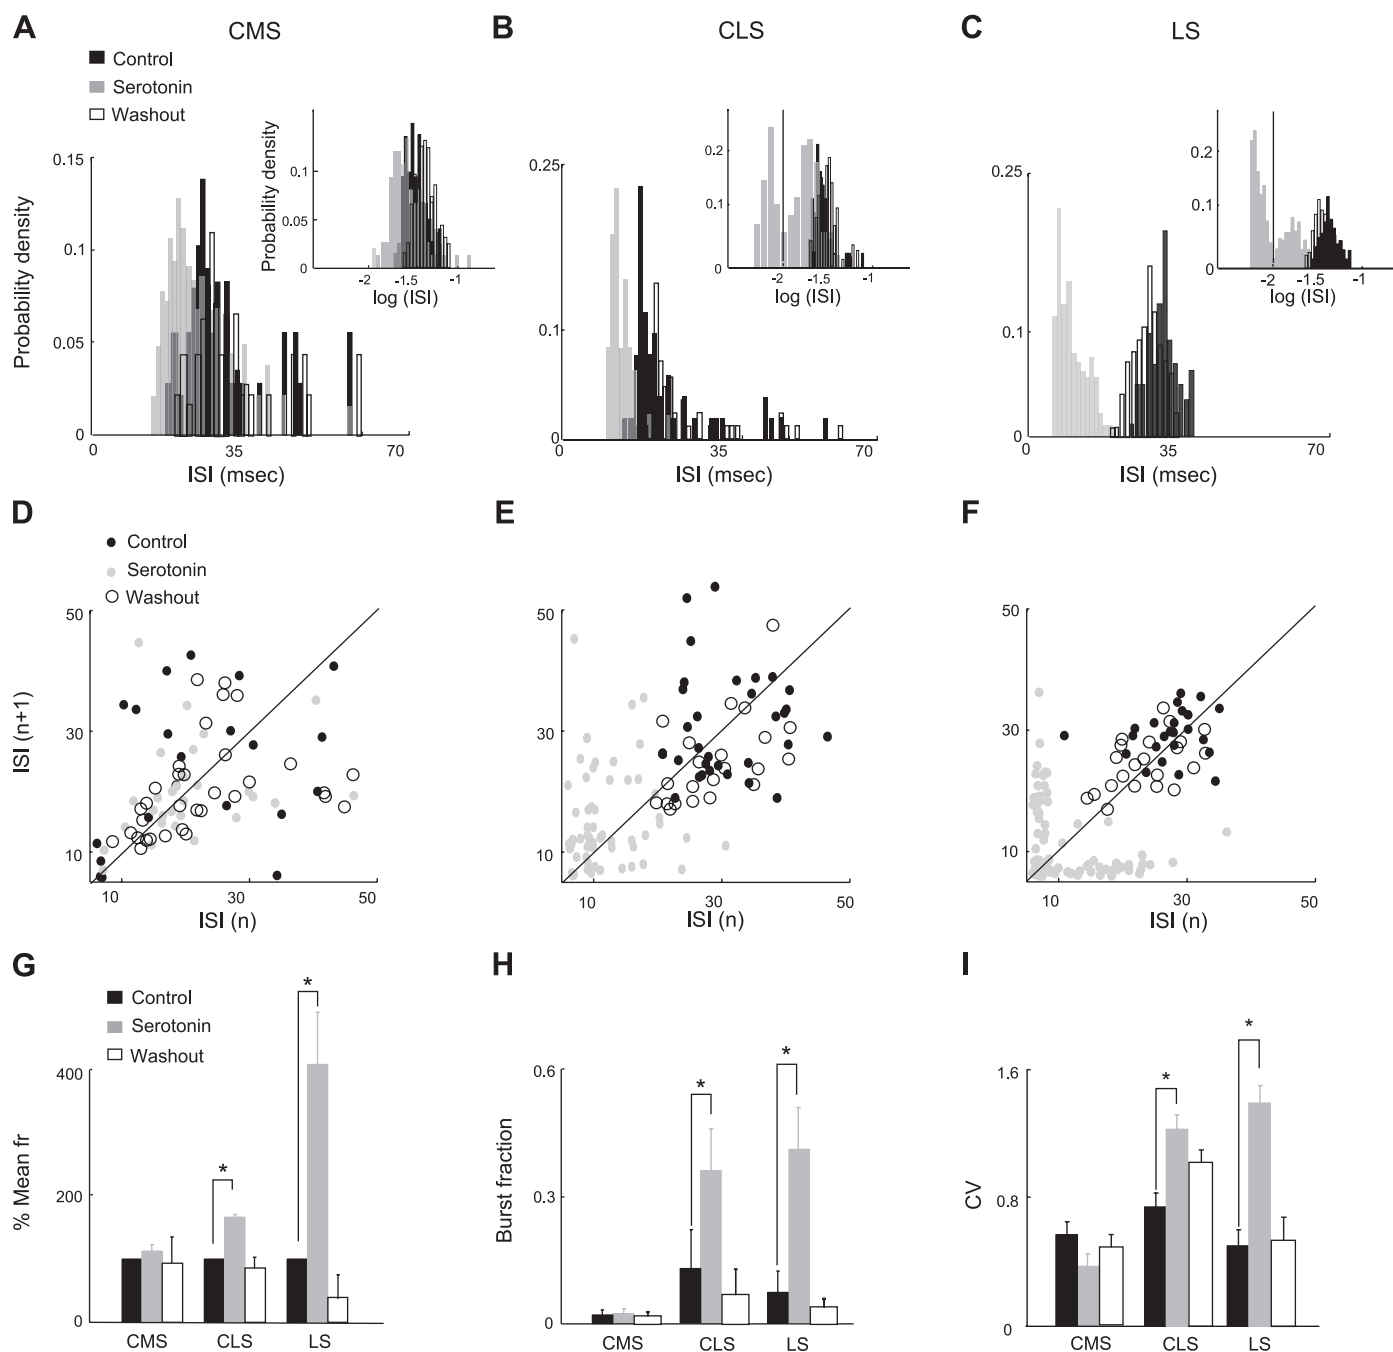 A CMS
Control
Serotonin
Washout
Probability density
0.15
0.1
0.05
0
0 35 70
ISI (msec)
Probability density
0.1
0.05
0
-2 -1.5 -1
log (ISI)
B CLS
0.25
0.1
0
0 35 70
ISI (msec)
0.2
0.1
0
-2 -1.5 -1
log (ISI)
C LS
0.25
0.1
0
0 35 70
ISI (msec)
0.2
0.1
0
-2 -1.5 -1
log (ISI)
D
Control
Serotonin
Washout
ISI (n+1)
50
30
10
10 30 50
ISI (n)
E
50
30
10
10 30 50
ISI (n)
F
50
30
10
10 30 50
ISI (n)
G
Control
Serotonin
Washout
% Mean fr
400
200
0
* *
CMS CLS LS
H
Burst fraction
0.6
0.3
0
* *
CMS CLS LS
I
CV
1.6
0.8
0
* *
CMS CLS LS